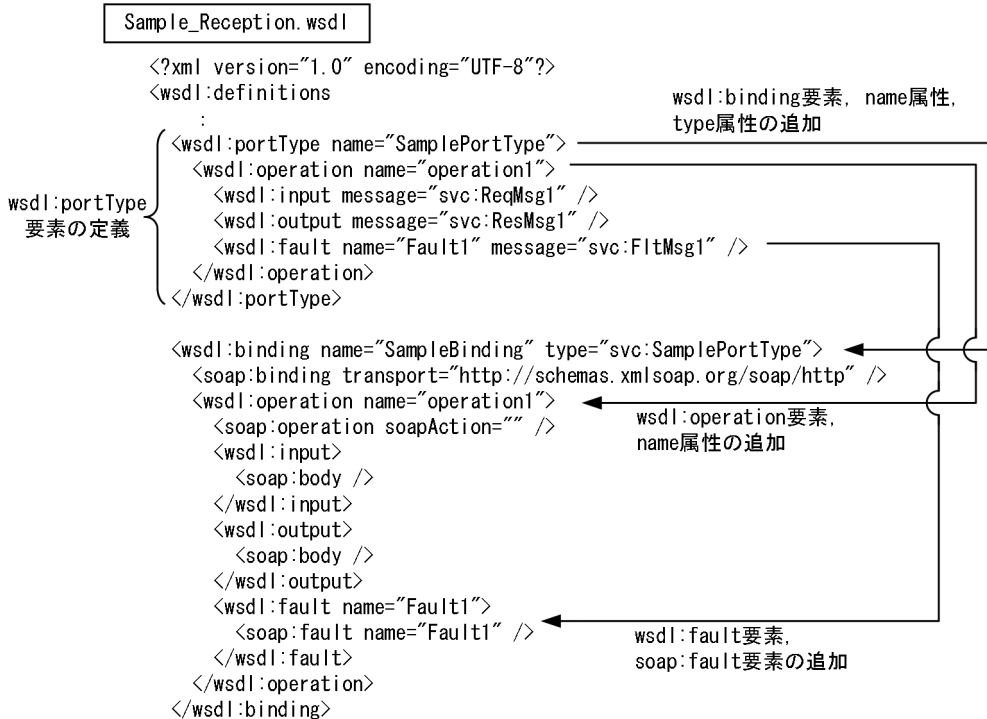 Sample_Reception.wsdl
<?xml version="1.0" encoding="UTF-8"?>
<wsdl:definitions
:
<wsdl:portType name="SamplePortType">
<wsdl:operation name="operation1">
<wsdl:input message="svc:ReqMsg1" />
<wsdl:output message="svc:ResMsg1" />
<wsdl:fault name="Fault1" message="svc:FltMsg1" />
</wsdl:operation>
</wsdl:portType>
wsdl:portType
要素の定義
wsdl:binding要素, name属性,
type属性の追加
<wsdl:binding name="SampleBinding" type="svc:SamplePortType">
<soap:binding transport="http://schemas.xmlsoap.org/soap/http" />
<wsdl:operation name="operation1">
<soap:operation soapAction="" />
<wsdl:input>
<soap:body />
</wsdl:input>
<wsdl:output>
<soap:body />
</wsdl:output>
<wsdl:fault name="Fault1">
<soap:fault name="Fault1" />
</wsdl:fault>
</wsdl:operation>
</wsdl:binding>
wsdl:operation要素,
name属性の追加
wsdl:fault要素,
soap:fault要素の追加